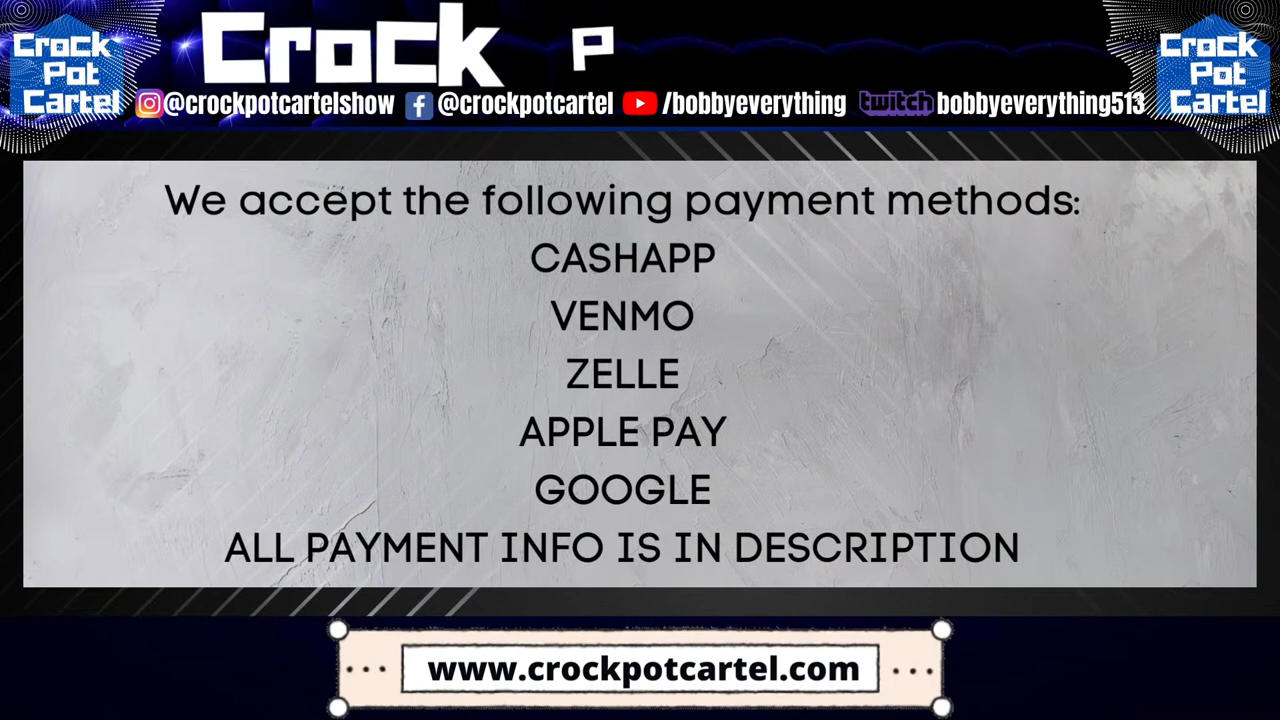 Crock P
Crock
Pot
Cartel
@crockpotcartelshow @crockpotcartel /bobbyeverything twitch bobbyeverything513
Crock
Pot
Cartel
We accept the following payment methods:
CASHAPP
VENMO
ZELLE
APPLE PAY
GOOGLE
ALL PAYMENT INFO IS IN DESCRIPTION
www.crockpotcartel.com